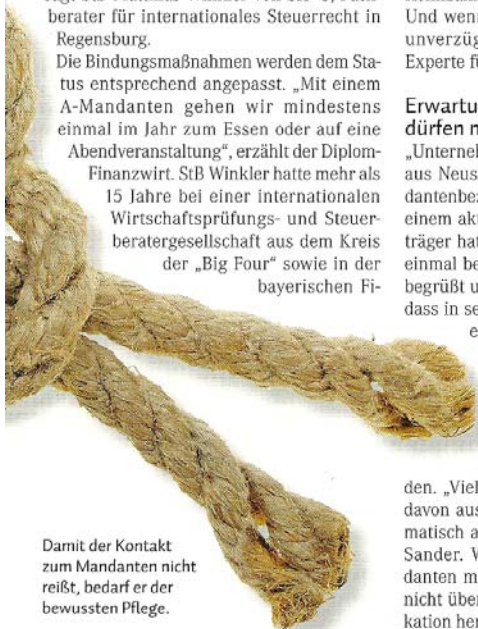 berater für internationales Steuerrecht in
Regensburg.
Die Bindungsmaßnahmen werden dem Sta-
tus entsprechend angepasst. „Mit einem
A-Mandanten gehen wir mindestens
einmal im Jahr zum Essen oder auf eine
Abendveranstaltung“, erzählt der Diplom-
Finanzwirt. StB Winkler hatte mehr als
15 Jahre bei einer internationalen
Wirtschaftsprüfungs- und Steuer-
beratergesellschaft aus dem Kreis
der „Big Four“ sowie in der
bayerischen Fi-
Damit der Kontakt
zum Mandanten nicht
reißt, bedarf er der
bewussten Pflege.
Und wenn
unverzüg
Experte fü
Erwartu
dürfen n
„Unterneh
aus Neus
dantenbez
einem ak
träger hat
einmal be
begrüßt u
dass in se
e
den. „Viel
davon aus
matisch a
Sander. W
danten m
nicht über
kation her